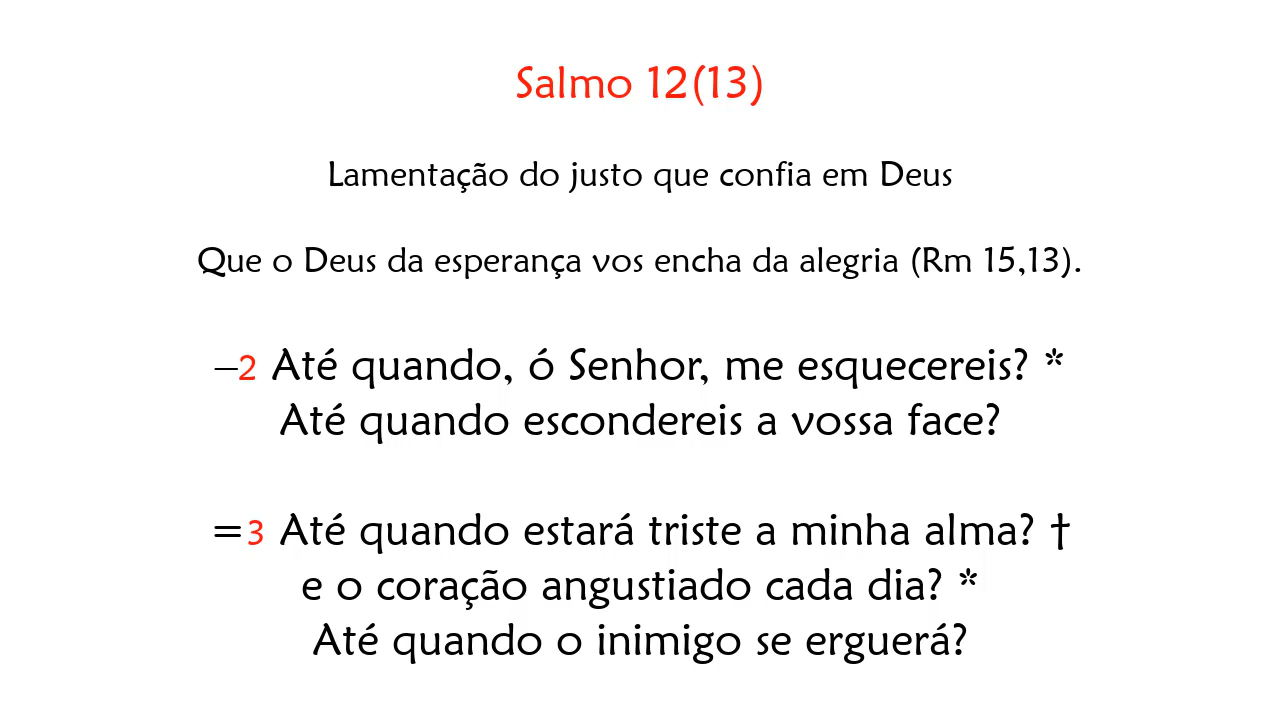 Salmo 12(13)
Lamentação do justo que confia em Deus
Que o Deus da esperança vos encha da alegria (Rm 15,13).
–2 Até quando, ó Senhor, me esquecereis? *
Até quando escondereis a vossa face?
=3 Até quando estará triste a minha alma? †
e o coração angustiado cada dia? *
Até quando o inimigo se erguerá?